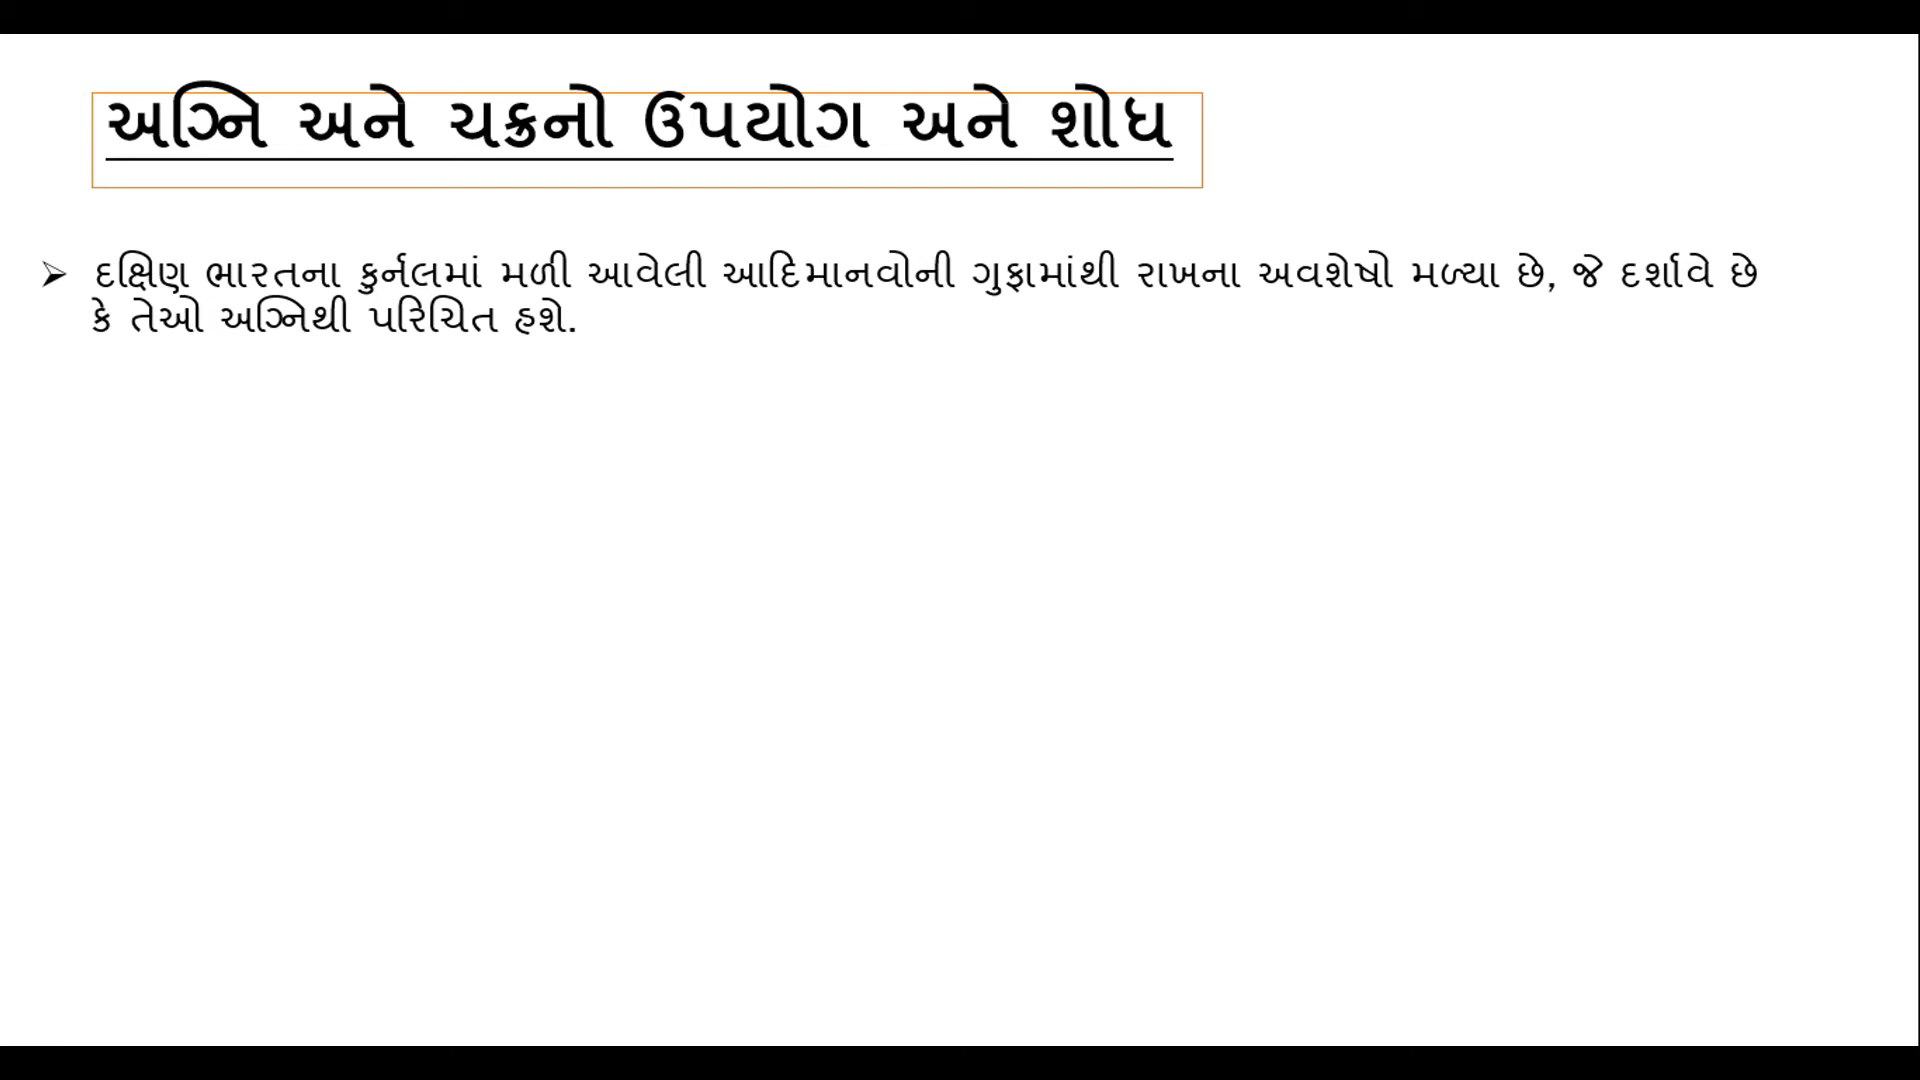 અગ્નિ અને ચક્રનો ઉપયોગ અને શોધ
➢ દક્ષિણ ભારતના કુર્નલમાં મળી આવેલી આદિમાનવોની ગુફામાંથી રાખના અવશેષો મળ્યા છે, જે દર્શાવે છે
કે તેઓ અગ્નિથી પરિચિત હશે.